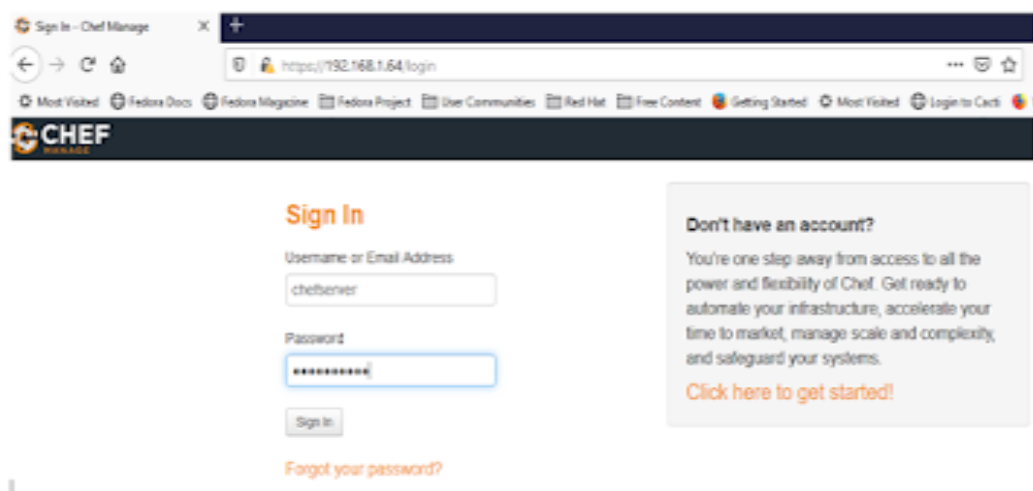 Sign In - Chef Manage
https://192.168.1.64/login
Most Visited Fedora Docs Fedora Magazine Fedora Project User Communities Red Hat Free Content Getting Started Most Visited Login to Cacti
CHEF
MANAGE
Sign In
Username or Email Address
chefserver
Password
Sign In
Forgot your password?
Don't have an account?
You're one step away from access to all the
power and flexibility of Chef. Get ready to
automate your infrastructure, accelerate your
time to market, manage scale and complexity,
and safeguard your systems.
Click here to get started!